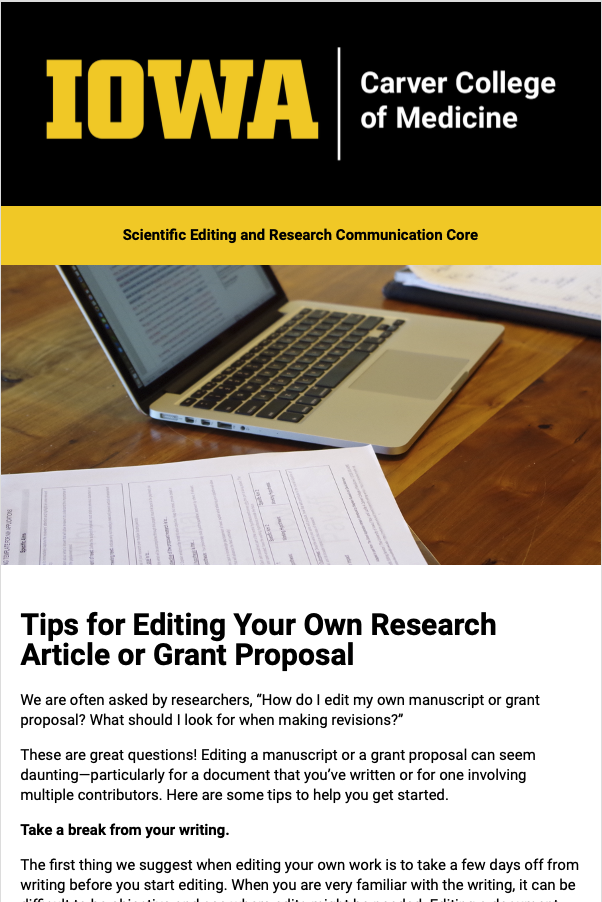 IOWA
Carver College
of Medicine
Scientific Editing and Research Communication Core
Tips for Editing Your Own Research
Article or Grant Proposal
We are often asked by researchers, “How do I edit my own manuscript or grant
proposal? What should I look for when making revisions?”
These are great questions! Editing a manuscript or a grant proposal can seem
daunting—particularly for a document that you’ve written or for one involving
multiple contributors. Here are some tips to help you get started.
Take a break from your writing.
The first thing we suggest when editing your own work is to take a few days off from
writing before you start editing. When you are very familiar with the writing, it can be